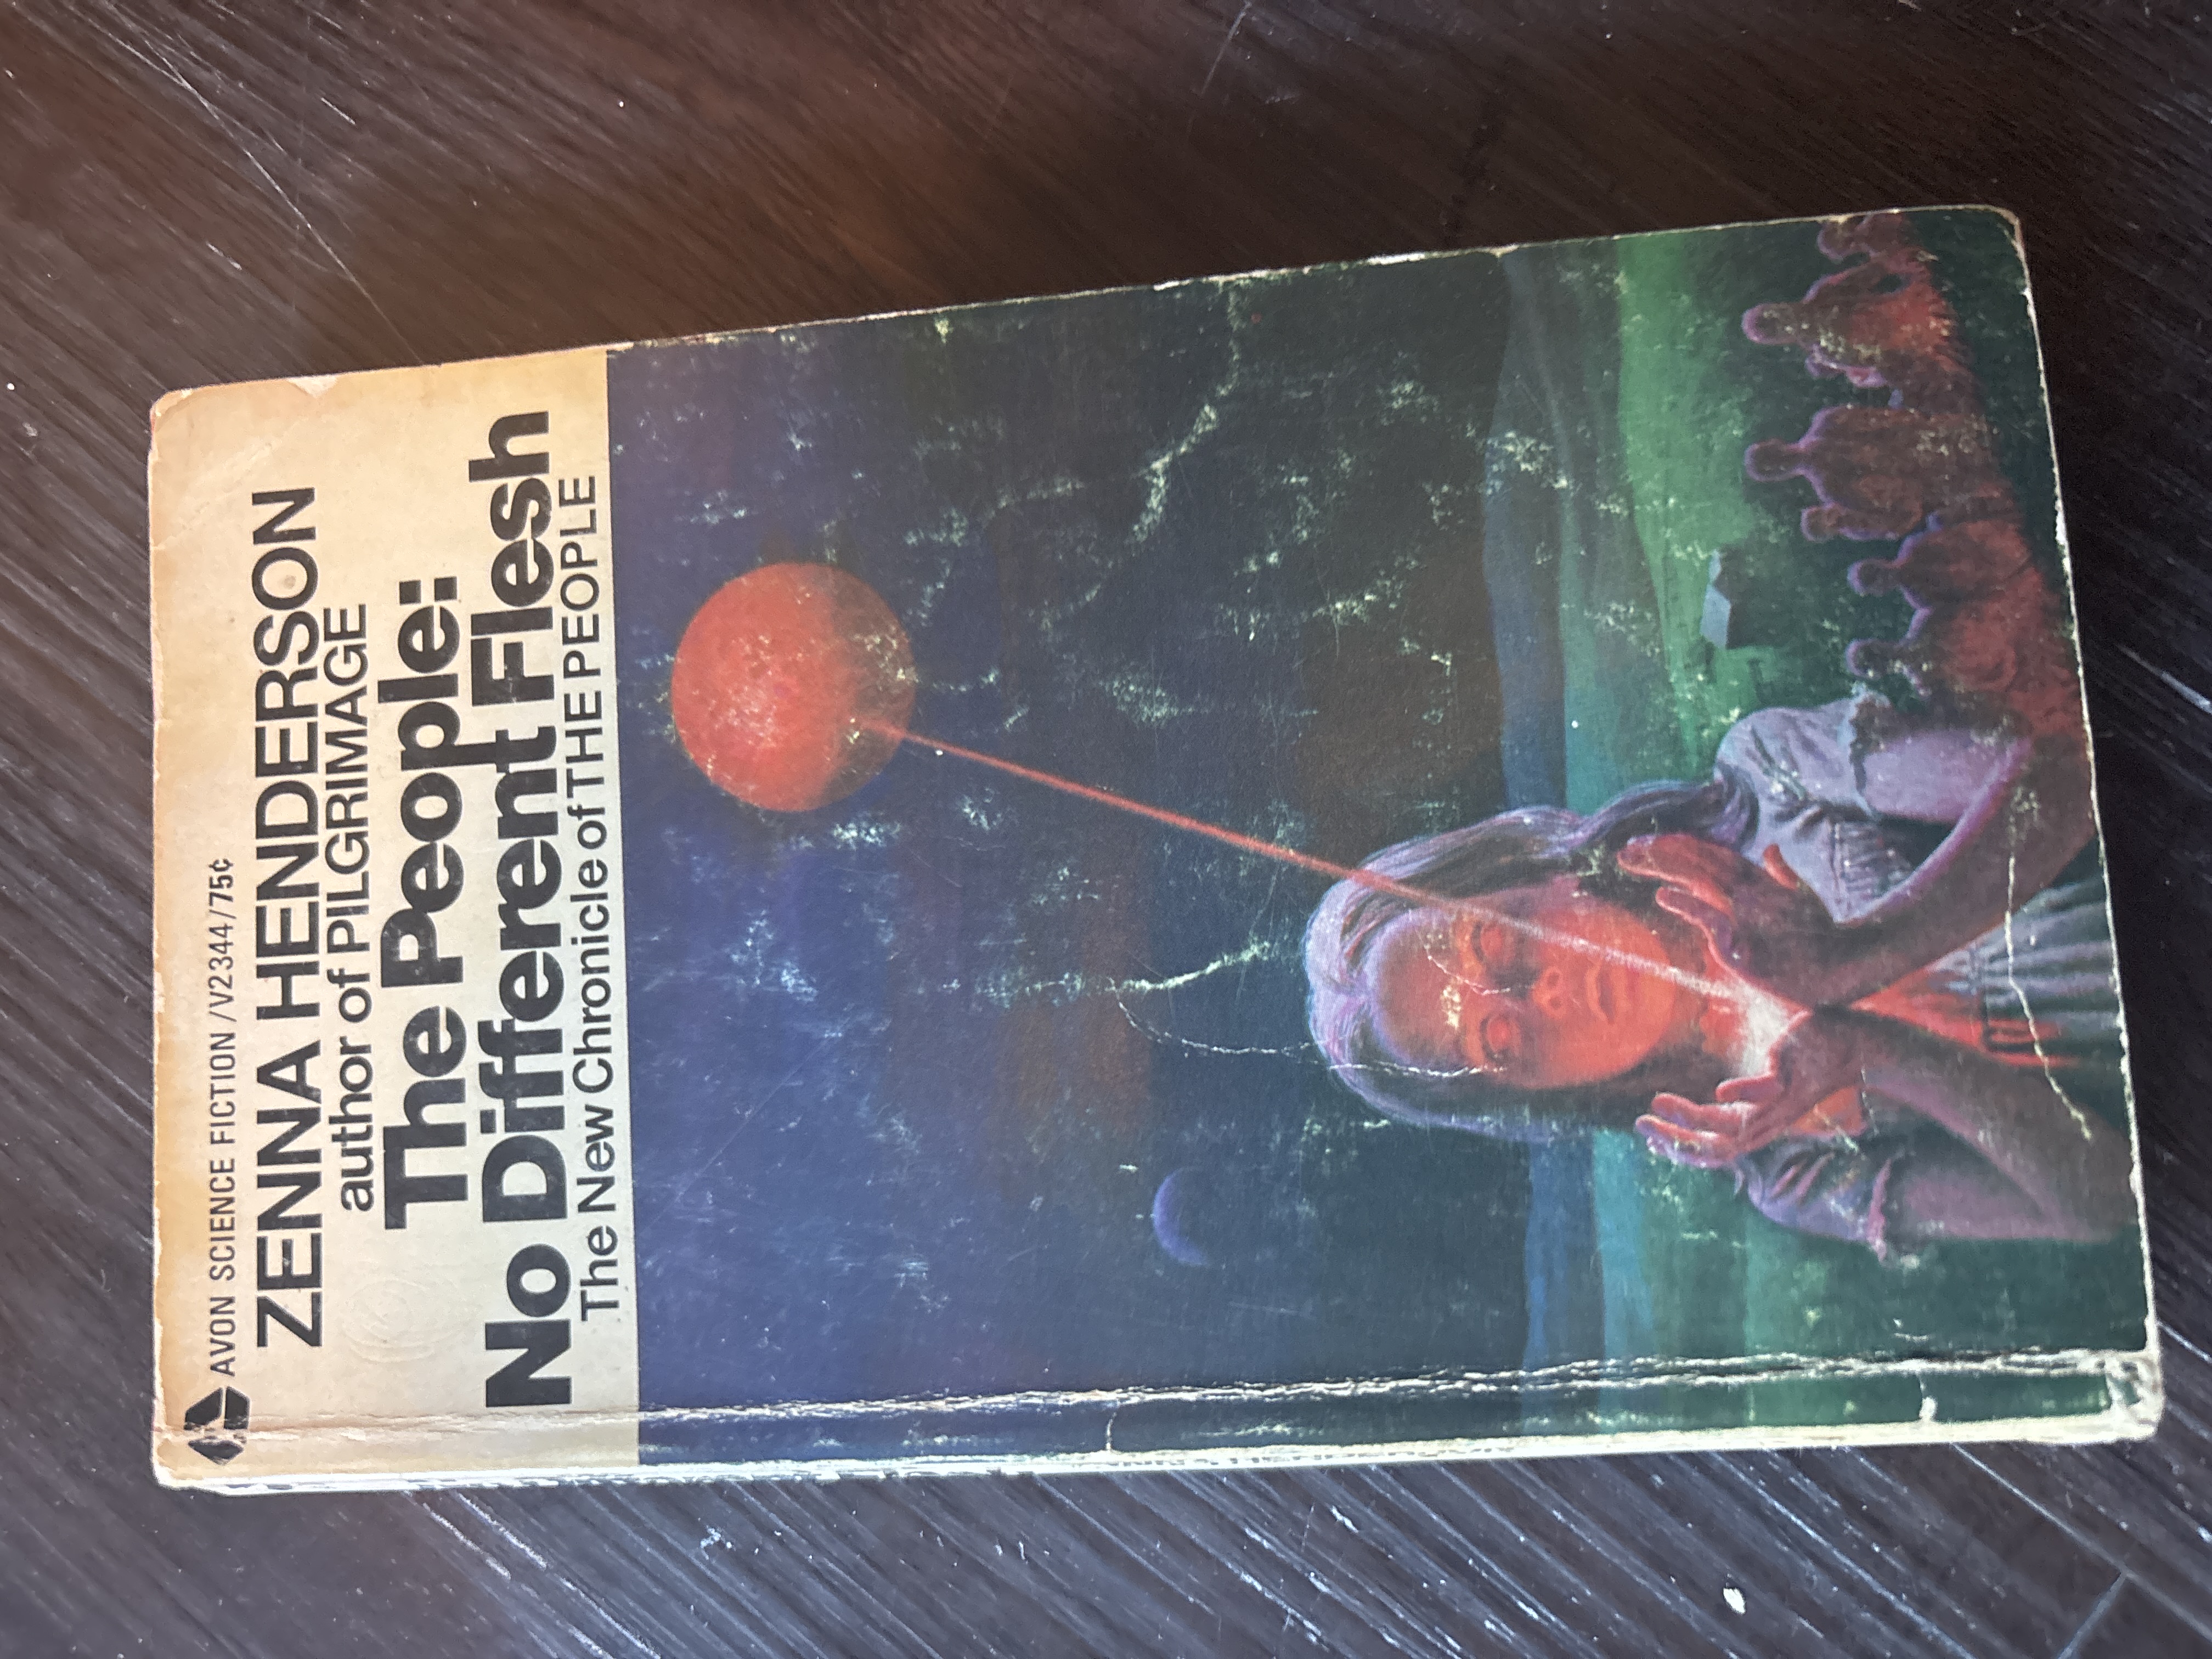 AVON SCIENCE FICTION/V2344/75¢
ZENNA HENDERSON
author of PILGRIMAGE
The People:
No Different Flesh
The New Chronicle of THE PEOPLE